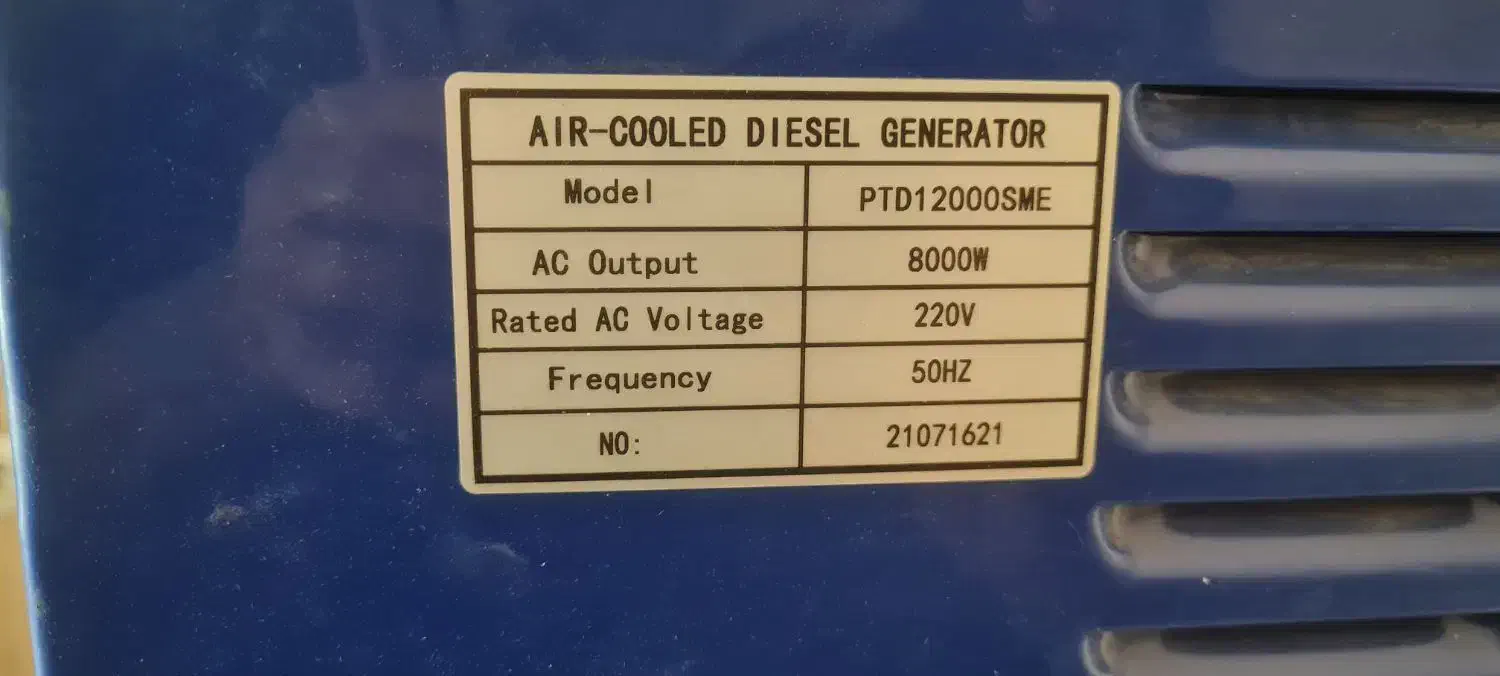 AIR-COOLED DIESEL GENERATOR
Model PTD12000SME
AC Output 8000W
Rated AC Voltage 220V
Frequency 50HZ
NO: 21071621